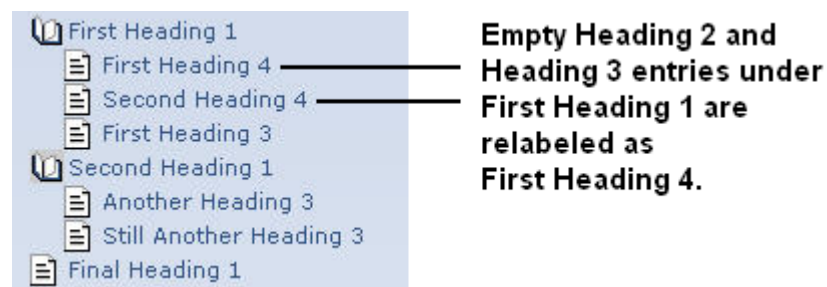 First Heading 1
First Heading 4
Second Heading 4
First Heading 3
Second Heading 1
Another Heading 3
Still Another Heading 3
Final Heading 1
Empty Heading 2 and
Heading 3 entries under
First Heading 1 are
relabeled as
First Heading 4.